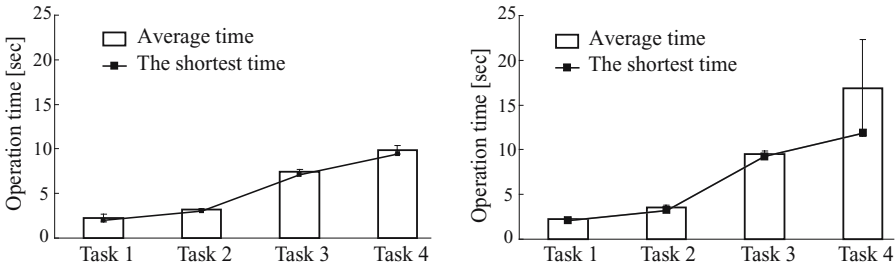 Operation time [sec]
25
20
15
10
5
0
Average time
The shortest time
Task 1
Task 2
Task 3
Task 4
Operation time [sec]
25
20
15
10
5
0
Average time
The shortest time
Task 1
Task 2
Task 3
Task 4